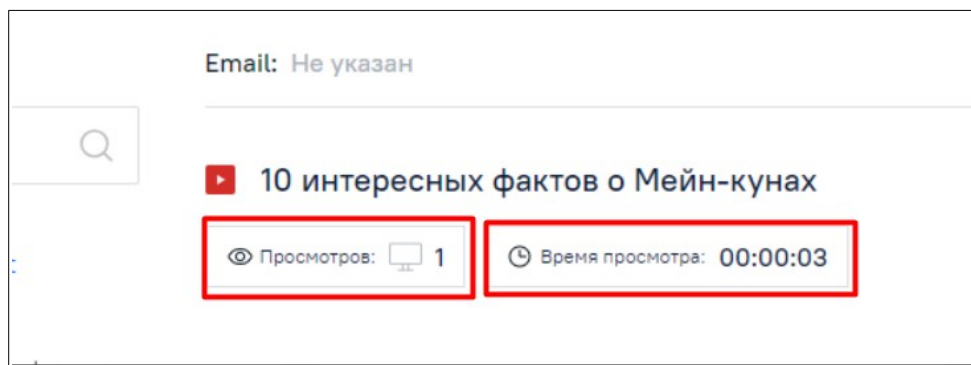 Email: Не указан
10 интересных фактов о Мейн-кунах
Просмотров: 1 Время просмотра: 00:00:03